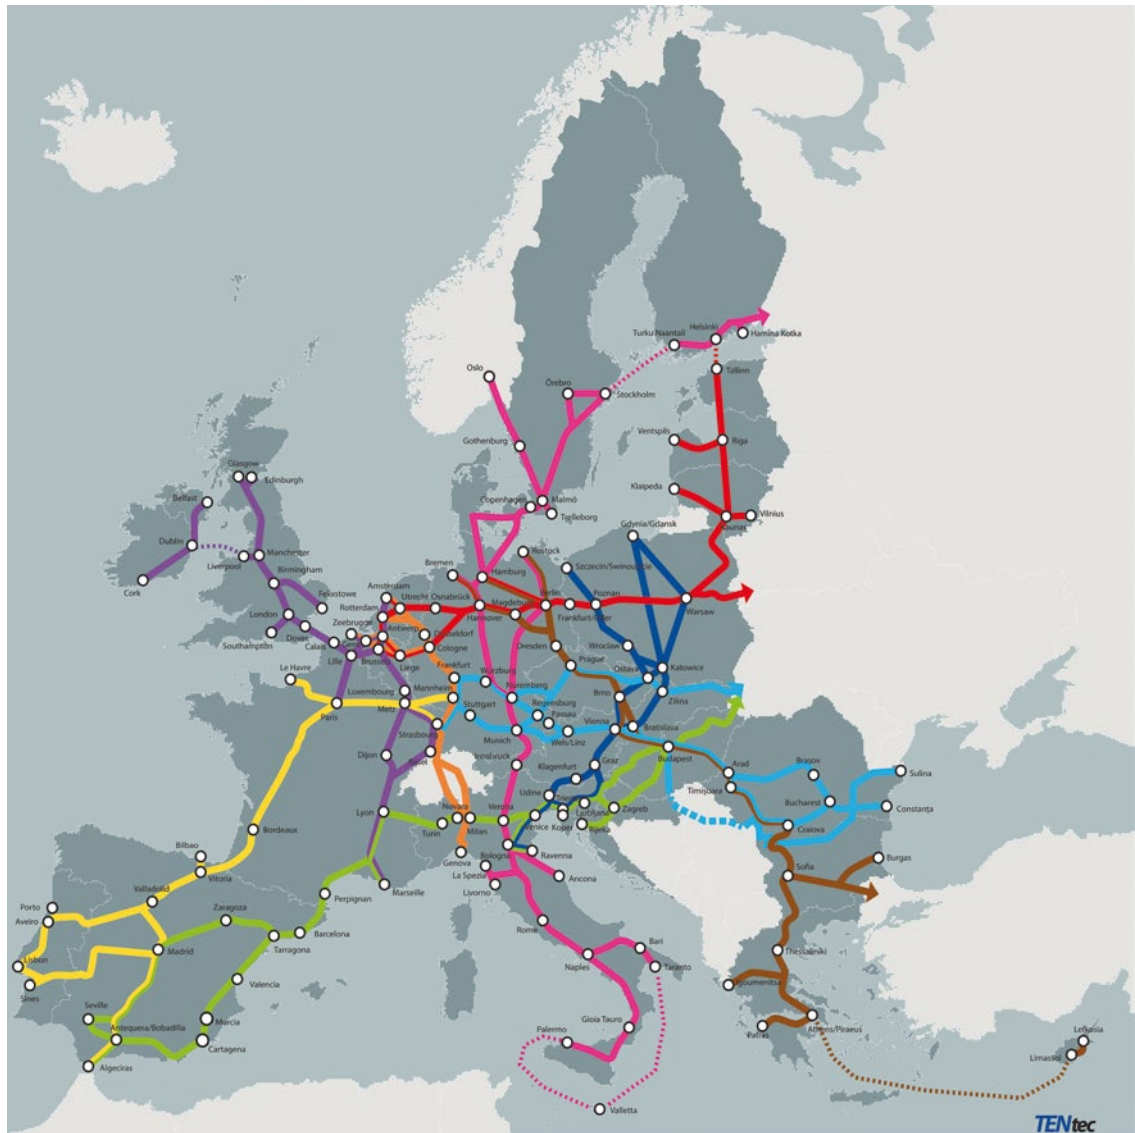 Helsinki
Turku Naantali
Hamina Kotka
Oslo
Tallinn
Örebro
Stockholm
Ventspils
Riga
Gothenburg
Glasgow
Edinburgh
Klaipeda
Belfast
Copenhagen
Malmö
Trelleborg
Vilnius
Kaunas
Gdynia/Gdansk
Dublin
Liverpool
Manchester
Rostock
Bremen
Hamburg
Szczecin/Swinoujscie
Birmingham
Cork
Felixstowe
Amsterdam
Utrecht
Osnabrück
Berlin
Rotterdam
Magdeburg
Hannover
Frankfurt/Oder
Poznan
Warsaw
London
Zeebrugge
Dover
Southampton
Calais
Antwerp
Düsseldorf
Cologne
Dresden
Wroclaw
Lille
Brussels
Liege
Le Havre
Frankfurt
Würzburg
Prague
Ostava
Katowice
Luxembourg
Mannheim
Nuremberg
Zilina
Metz
Stuttgart
Regensburg
Brno
Paris
Passau
Strasbourg
Vienna
Bratislava
Munich
Wels/Linz
Dijon
Basel
Innsbruck
Budapest
Klagenfurt
Graz
Arad
Brașov
Sulina
Udine
Timișoara
Novara
Verona
Ljubljana
Zagreb
Bucharest
Constanța
Lyon
Turin
Milan
Venice
Koper
Rijeka
Craiova
Bordeaux
Genova
Bologna
Ravenna
Bilbao
La Spezia
Sofia
Burgas
Vitoria
Livorno
Ancona
Valladolid
Marseille
Perpignan
Porto
Aveiro
Zaragoza
Rome
Barcelona
Madrid
Tarragona
Bari
Thessaloniki
Lisbon
Naples
Taranto
Valencia
Igoumenitsa
Sines
Seville
Murcia
Gioia Tauro
Antequera/Bobadilla
Palermo
Patras
Athens/Piraeus
Lefkosia
Cartagena
Limassol
Algeciras
Valletta
TENtec